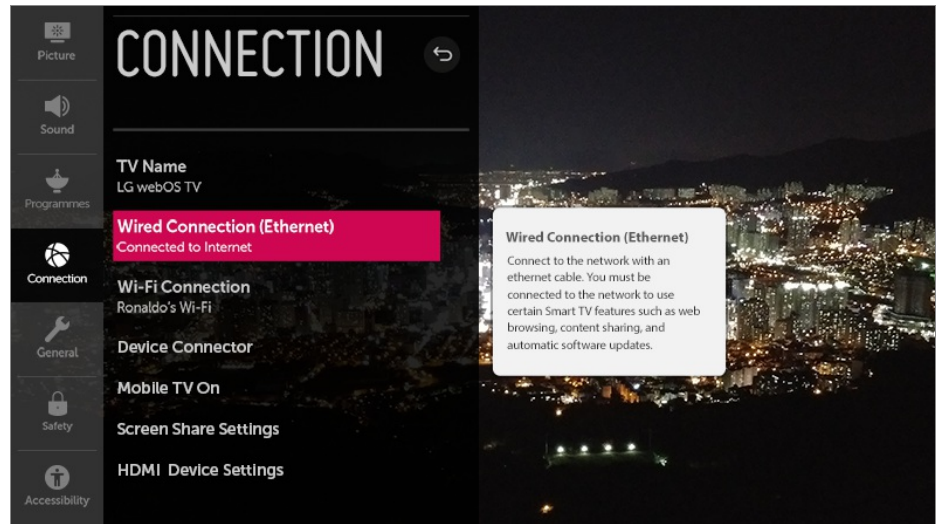 Picture
Sound
Programmes
Connection
General
Safety
Accessibility
CONNECTION
TV Name
LG webOS TV
Wired Connection (Ethernet)
Connected to Internet
Wi-Fi Connection
Ronaldo's Wi-Fi
Device Connector
Mobile TV On
Screen Share Settings
HDMI Device Settings
Wired Connection (Ethernet)
Connect to the network with an
ethernet cable. You must be
connected to the network to use
certain Smart TV features such as web
browsing, content sharing, and
automatic software updates.